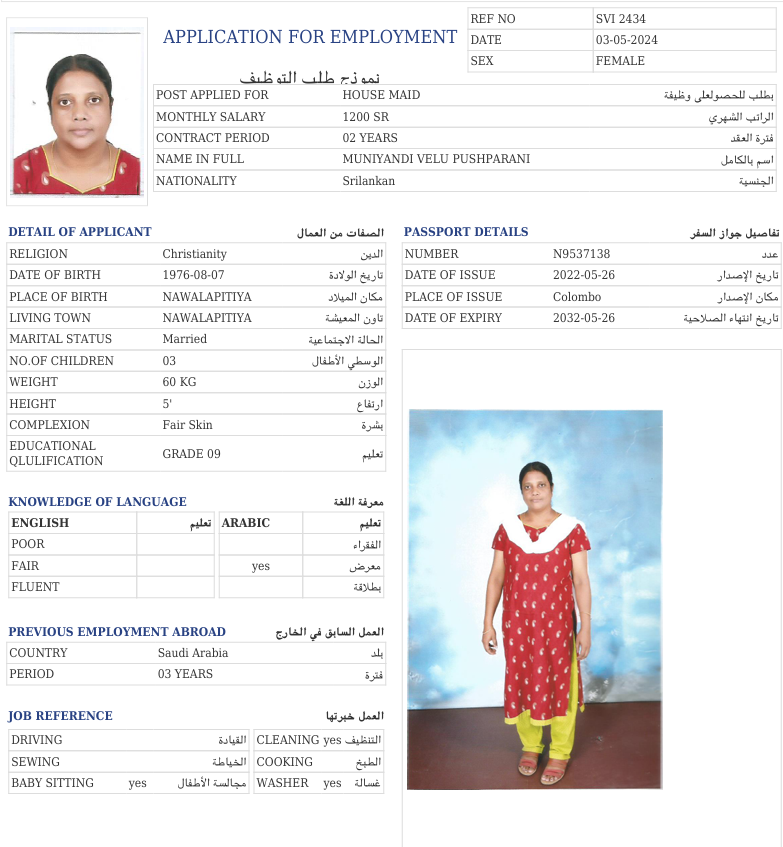 APPLICATION FOR EMPLOYMENT
نموذج طلب التوظيف
REF NO SVI 2434
DATE 03-05-2024
SEX FEMALE
POST APPLIED FOR HOUSE MAID بطلب للحصولعلى وظيفة
MONTHLY SALARY 1200 SR الراتب الشهري
CONTRACT PERIOD 02 YEARS فترة العقد
NAME IN FULL MUNIYANDI VELU PUSHPARANI اسم بالكامل
NATIONALITY Srilankan الجنسية
DETAIL OF APPLICANT الصفات من العمال
RELIGION Christianity الدين
DATE OF BIRTH 1976-08-07 تاريخ الولادة
PLACE OF BIRTH NAWALAPITIYA مكان الميلاد
LIVING TOWN NAWALAPITIYA تاون المعيشة
MARITAL STATUS Married الحالة الاجتماعية
NO.OF CHILDREN 03 الوسطي الأطفال
WEIGHT 60 KG الوزن
HEIGHT 5' ارتفاع
COMPLEXION Fair Skin بشرة
EDUCATIONAL
QLULIFICATION GRADE 09 تعليم
PASSPORT DETAILS تفاصيل جواز السفر
NUMBER N9537138 عدد
DATE OF ISSUE 2022-05-26 تاريخ الإصدار
PLACE OF ISSUE Colombo مكان الإصدار
DATE OF EXPIRY 2032-05-26 تاريخ انتهاء الصلاحية
KNOWLEDGE OF LANGUAGE معرفة اللغة
ENGLISH تعليم ARABIC تعليم
POOR الفقراء
FAIR yes معرض
FLUENT بطلاقة
PREVIOUS EMPLOYMENT ABROAD العمل السابق في الخارج
COUNTRY Saudi Arabia بلد
PERIOD 03 YEARS فترة
JOB REFERENCE العمل خبرتها
DRIVING القيادة CLEANING yes التنظيف
SEWING الخياطة COOKING الطبخ
BABY SITTING yes مجالسة الأطفال WASHER yes غسالة